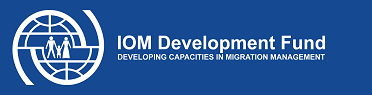 IOM Development Fund
DEVELOPING CAPACITIES IN MIGRATION MANAGEMENT